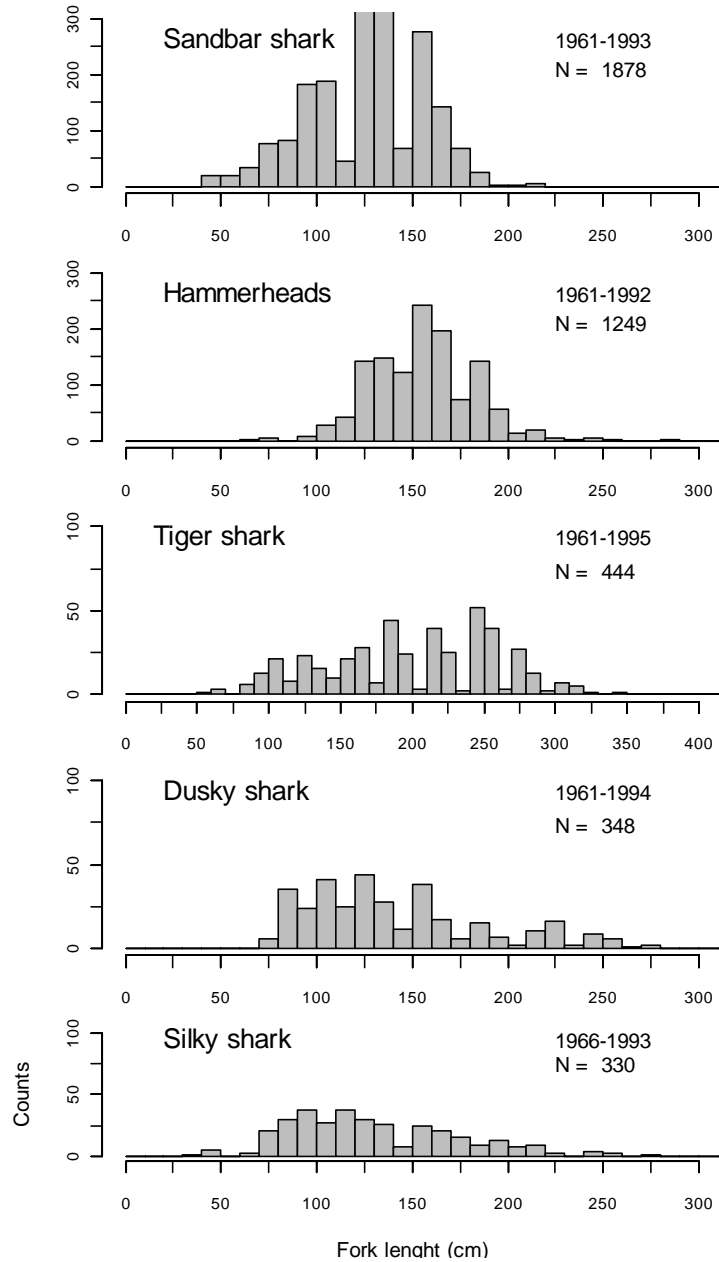 Sandbar shark
1961-1993
N = 1878
300
200
100
0
0 50 100 150 200 250 300
Hammerheads
1961-1992
N = 1249
300
200
100
0
0 50 100 150 200 250 300
Tiger shark
1961-1995
N = 444
100
50
0
0 50 100 150 200 250 300 350 400
Dusky shark
1961-1994
N = 348
100
50
0
0 50 100 150 200 250 300
Silky shark
1966-1993
N = 330
100
50
0
Counts
0 50 100 150 200 250 300
Fork lenght (cm)